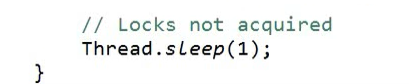 // Locks not acquired
Thread.sleep(1);
}